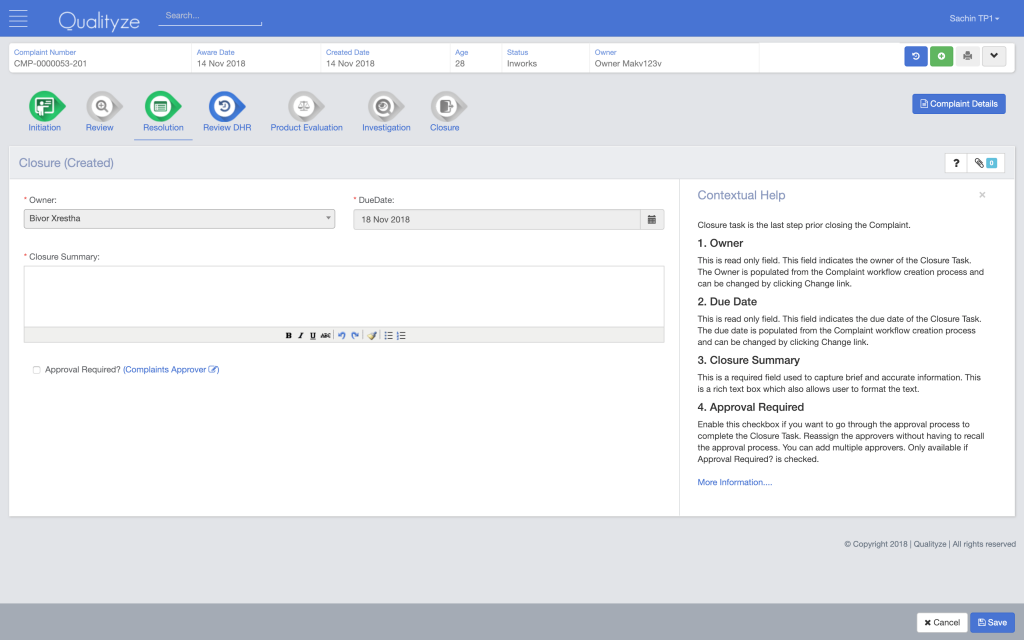 Qualityze
Search...
Sachin TP1
Complaint Number
CMP-0000053-201
Aware Date
14 Nov 2018
Created Date
14 Nov 2018
Age
28
Status
Inworks
Owner
Owner Makv123v
Initiation
Review
Resolution
Review DHR
Product Evaluation
Investigation
Closure
Complaint Details
Closure (Created)
?
0
* Owner:
Bivor Xrestha
* DueDate:
18 Nov 2018
* Closure Summary:
B I U ABC
Approval Required? (Complaints Approver)
Contextual Help
×
Closure task is the last step prior closing the Complaint.
1. Owner
This is read only field. This field indicates the owner of the Closure Task.
The Owner is populated from the Complaint workflow creation process and
can be changed by clicking Change link.
2. Due Date
This is read only field. This field indicates the due date of the Closure Task.
The due date is populated from the Complaint workflow creation process
and can be changed by clicking Change link.
3. Closure Summary
This is a required field used to capture brief and accurate information. This
is a rich text box which also allows user to format the text.
4. Approval Required
Enable this checkbox if you want to go through the approval process to
complete the Closure Task. Reassign the approvers without having to recall
the approval process. You can add multiple approvers. Only available if
Approval Required? is checked.
More Information....
© Copyright 2018 | Qualityze | All rights reserved
Cancel
Save